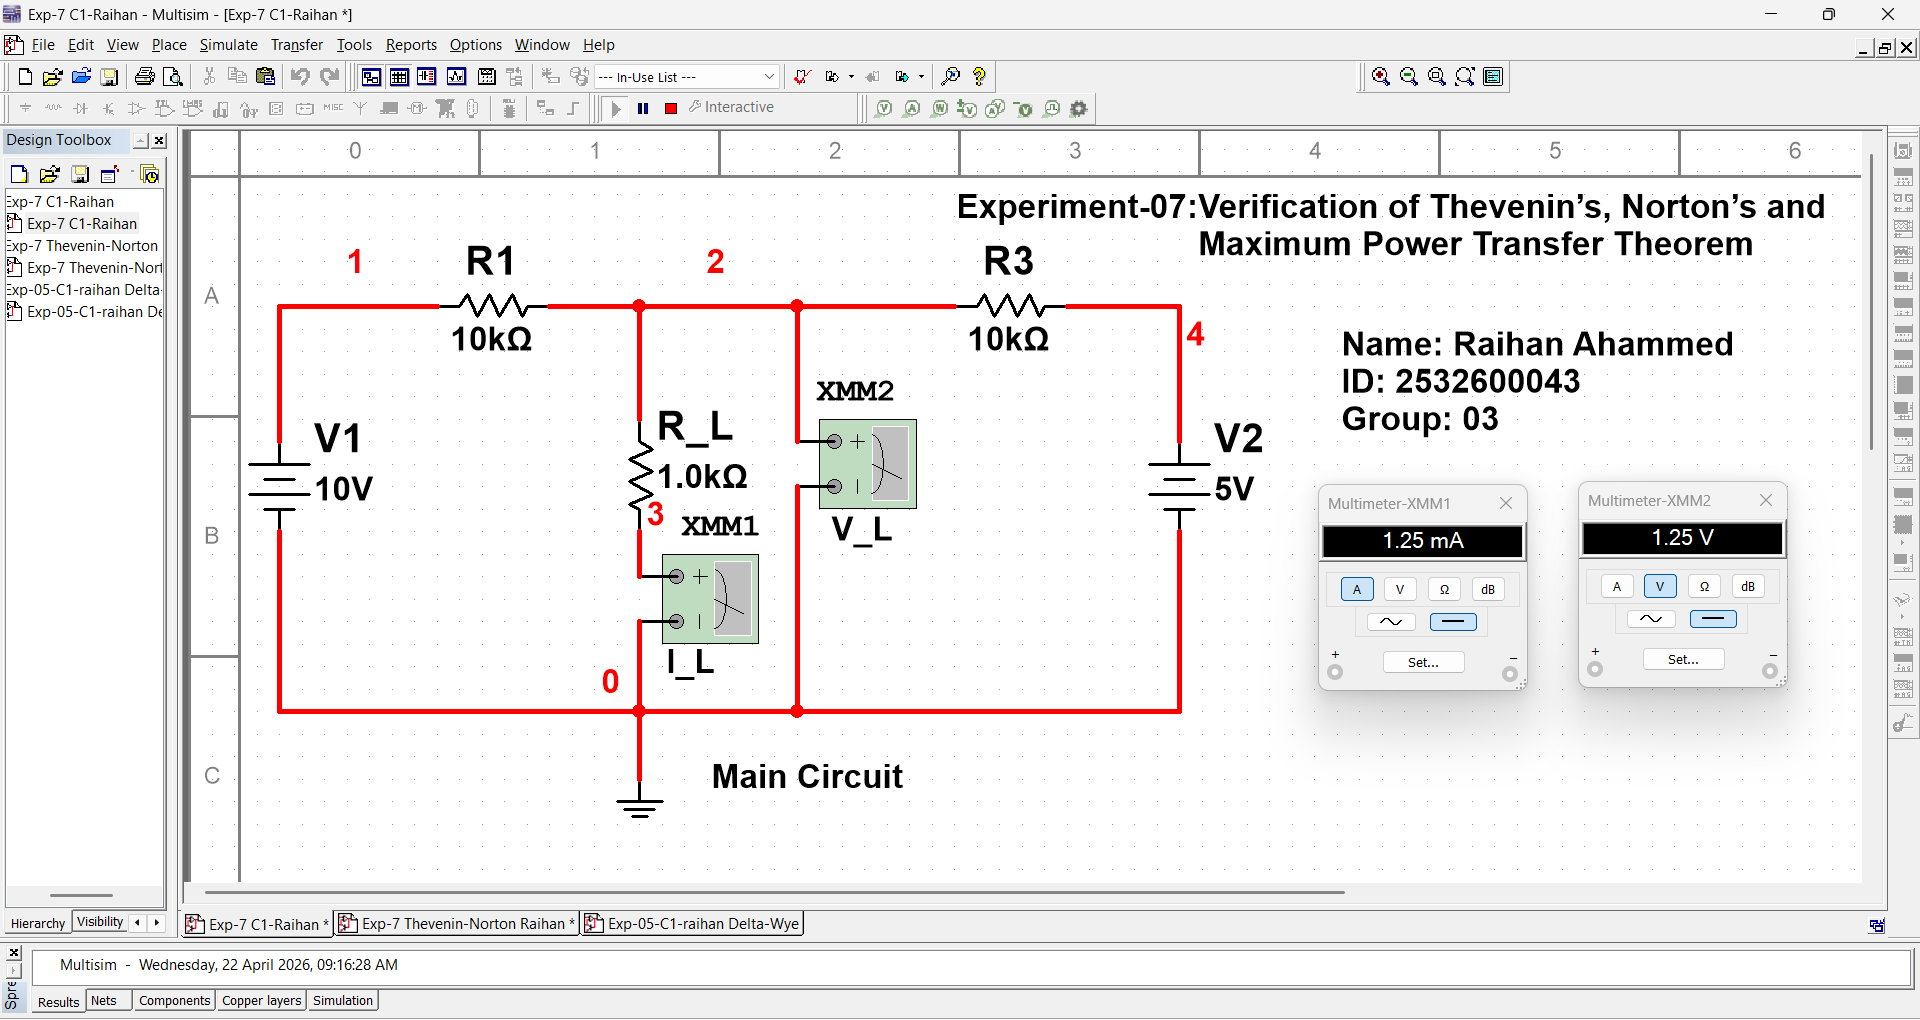 Exp-7 C1-Raihan - Multisim - [Exp-7 C1-Raihan *]
File Edit View Place Simulate Transfer Tools Reports Options Window Help
--- In-Use List ---
MISC
Interactive
Design Toolbox
Exp-7 C1-Raihan
Exp-7 C1-Raihan
Exp-7 Thevenin-Norton
Exp-7 Thevenin-Nort
Exp-05-C1-raihan Delta-
Exp-05-C1-raihan De
0 1 2 3 4 5 6
A
B
C
Experiment-07:Verification of Thevenin's, Norton's and
Maximum Power Transfer Theorem
Name: Raihan Ahammed
ID: 2532600043
Group: 03
1
R1
10kΩ
2
R3
10kΩ
4
V1
10V
R_L
1.0kΩ
3
XMM1
I_L
XMM2
V_L
V2
5V
0
Main Circuit
Multimeter-XMM1
1.25 mA
A V Ω dB
Set...
+ −
Multimeter-XMM2
1.25 V
A V Ω dB
Set...
+ −
Hierarchy Visibility
Exp-7 C1-Raihan * Exp-7 Thevenin-Norton Raihan * Exp-05-C1-raihan Delta-Wye
Multisim - Wednesday, 22 April 2026, 09:16:28 AM
Spre
Results Nets Components Copper layers Simulation